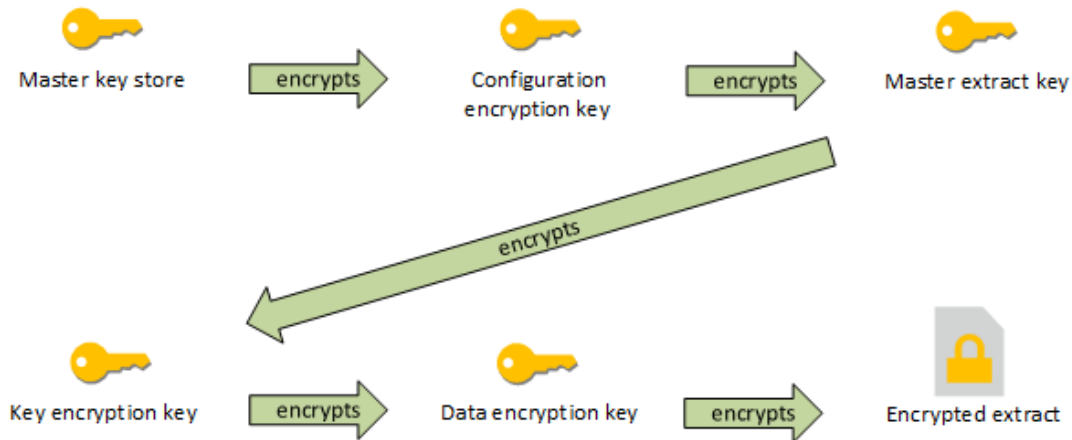 Master key store
encrypts
Configuration
encryption key
encrypts
Master extract key
encrypts
Key encryption key
encrypts
Data encryption key
encrypts
Encrypted extract